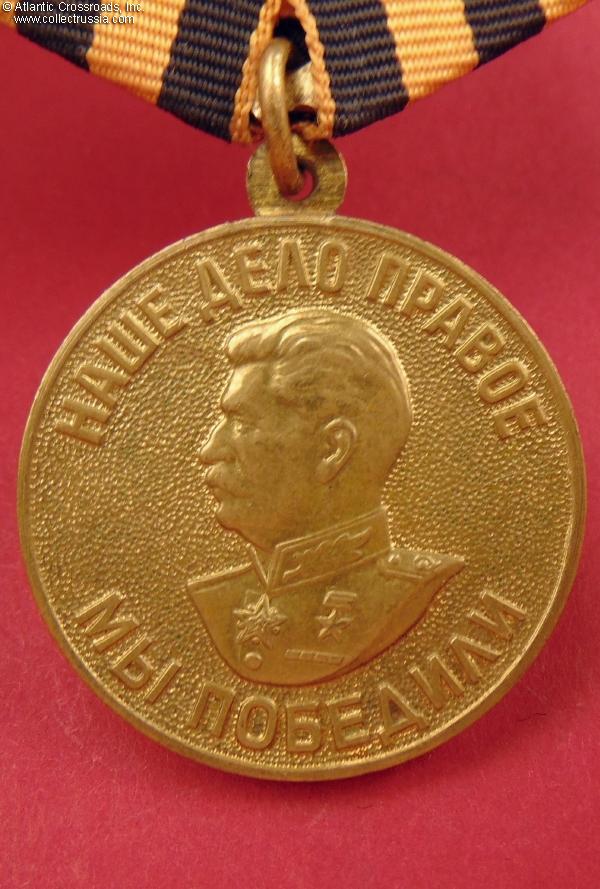 © Atlantic Crossroads, Inc.
www.collectrussia.com
НАШЕ ДЕЛО ПРАВОЕ
МЫ ПОБЕДИЛИ